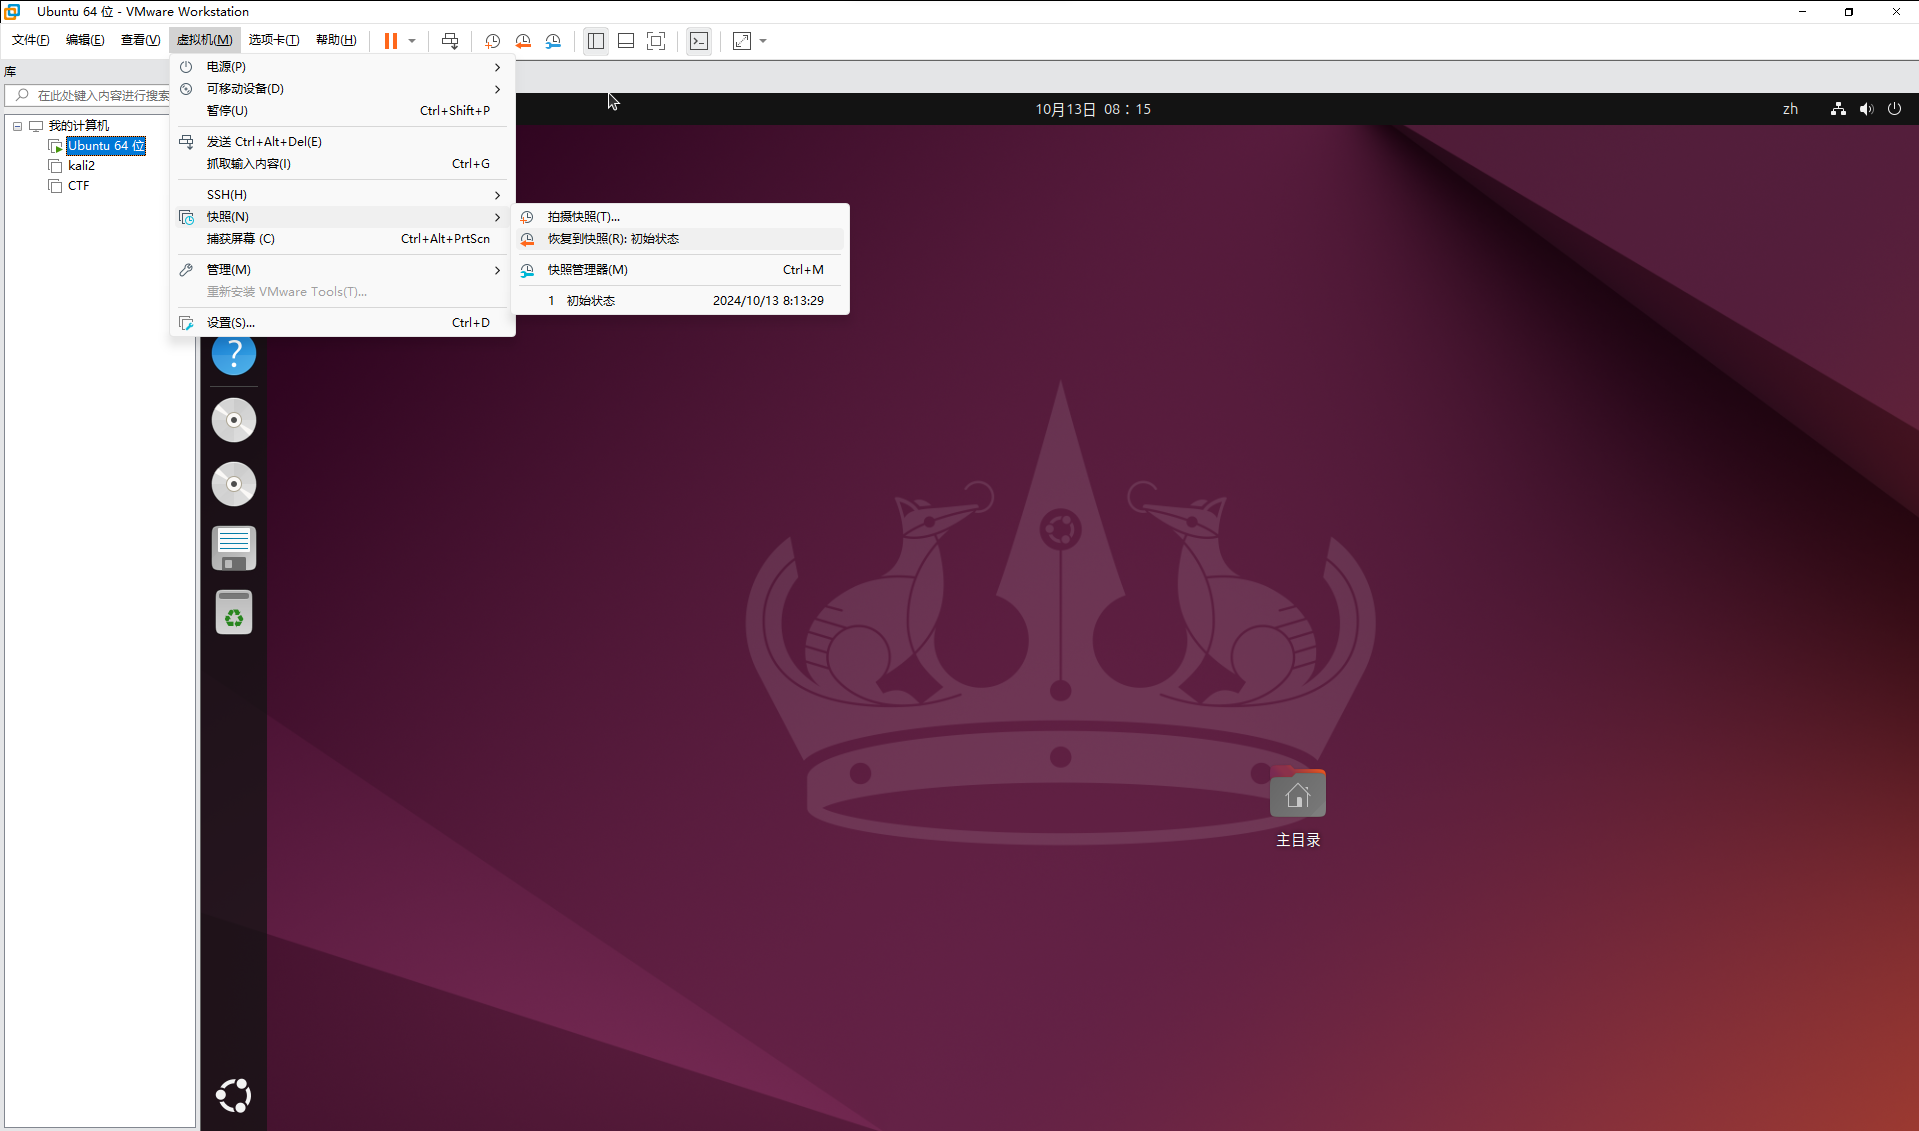 Ubuntu 64 位 - VMware Workstation
文件(F) 编辑(E) 查看(V) 虚拟机(M) 选项卡(T) 帮助(H)
库
在此处键入内容进行搜索
我的计算机
Ubuntu 64 位
kali2
CTF
电源(P)
可移动设备(D)
暂停(U) Ctrl+Shift+P
发送 Ctrl+Alt+Del(E)
抓取输入内容(I) Ctrl+G
SSH(H)
快照(N)
捕获屏幕 (C) Ctrl+Alt+PrtScn
管理(M)
重新安装 VMware Tools(T)...
设置(S)... Ctrl+D
拍摄快照(T)...
恢复到快照(R): 初始状态
快照管理器(M) Ctrl+M
1 初始状态 2024/10/13 8:13:29
10月13日 08：15
zh
主目录